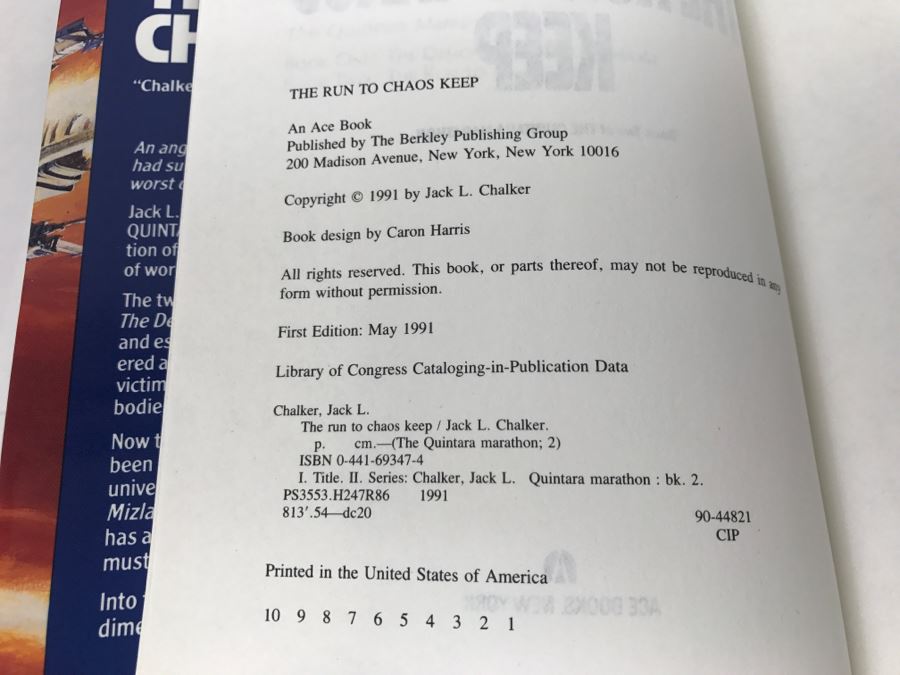 CH
"Chalke
An ang
had su
worst
Jack L.
QUINT
tion of
of wor
The tw
The De
and es
ered a
victim
bodie
Now t
been
unive
Mizla
has a
must
Into
dime
KEEP
THE RUN TO CHAOS KEEP
An Ace Book
Published by The Berkley Publishing Group
200 Madison Avenue, New York, New York 10016
Copyright © 1991 by Jack L. Chalker
Book design by Caron Harris
All rights reserved. This book, or parts thereof, may not be reproduced in any
form without permission.
First Edition: May 1991
Library of Congress Cataloging-in-Publication Data
Chalker, Jack L.
The run to chaos keep / Jack L. Chalker.
p. cm.—(The Quintara marathon; 2)
ISBN 0-441-69347-4
I. Title. II. Series: Chalker, Jack L. Quintara marathon : bk. 2.
PS3553.H247R86 1991
813'.54—dc20
90-44821
CIP
Printed in the United States of America
ACE BOOKS, NEW YORK
10 9 8 7 6 5 4 3 2 1